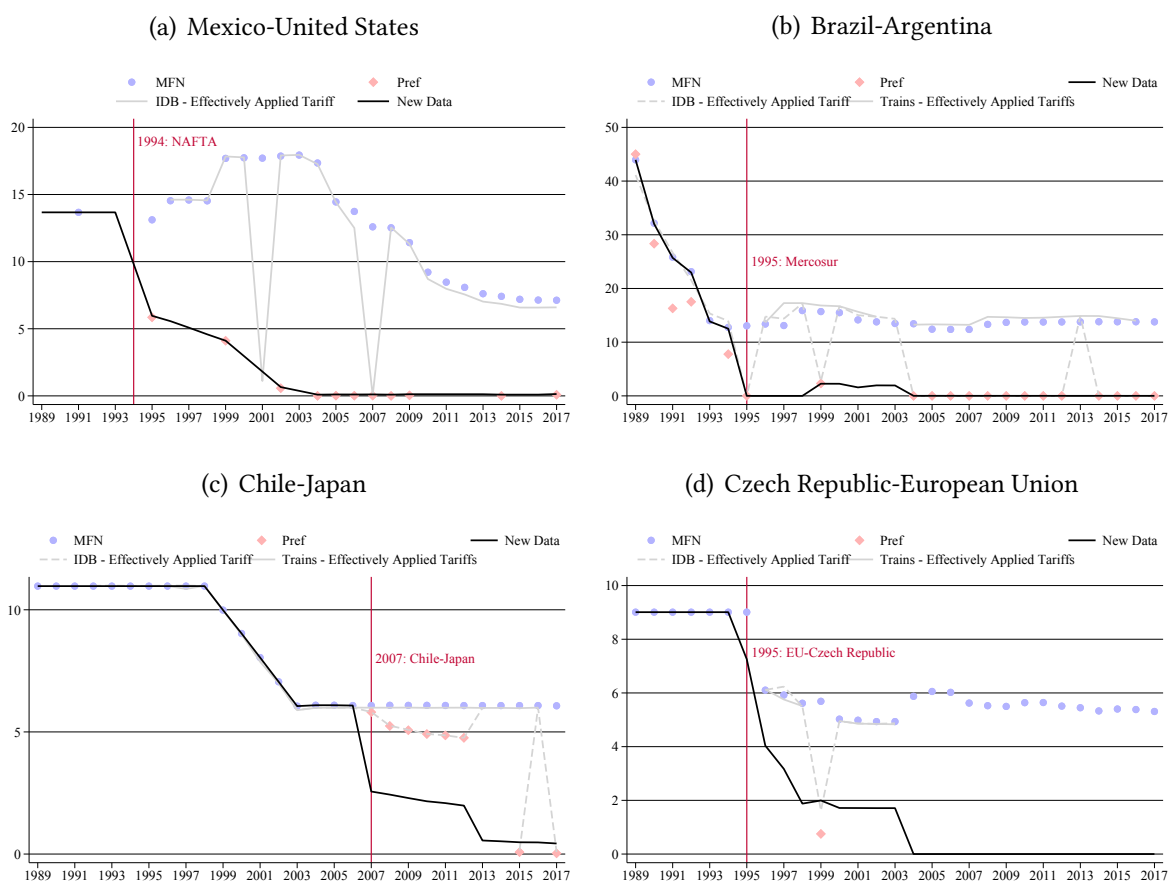 (a) Mexico-United States
MFN
Pref
IDB - Effectively Applied Tariff
New Data
20
15
10
5
0
1994: NAFTA
1989 1991 1993 1995 1997 1999 2001 2003 2005 2007 2009 2011 2013 2015 2017
(b) Brazil-Argentina
MFN
Pref
New Data
IDB - Effectively Applied Tariff
Trains - Effectively Applied Tariffs
50
40
30
20
10
0
1995: Mercosur
1989 1991 1993 1995 1997 1999 2001 2003 2005 2007 2009 2011 2013 2015 2017
(c) Chile-Japan
MFN
Pref
New Data
IDB - Effectively Applied Tariff
Trains - Effectively Applied Tariffs
10
5
0
2007: Chile-Japan
1989 1991 1993 1995 1997 1999 2001 2003 2005 2007 2009 2011 2013 2015 2017
(d) Czech Republic-European Union
MFN
Pref
New Data
IDB - Effectively Applied Tariff
Trains - Effectively Applied Tariffs
10
8
6
4
2
0
1995: EU-Czech Republic
1989 1991 1993 1995 1997 1999 2001 2003 2005 2007 2009 2011 2013 2015 2017